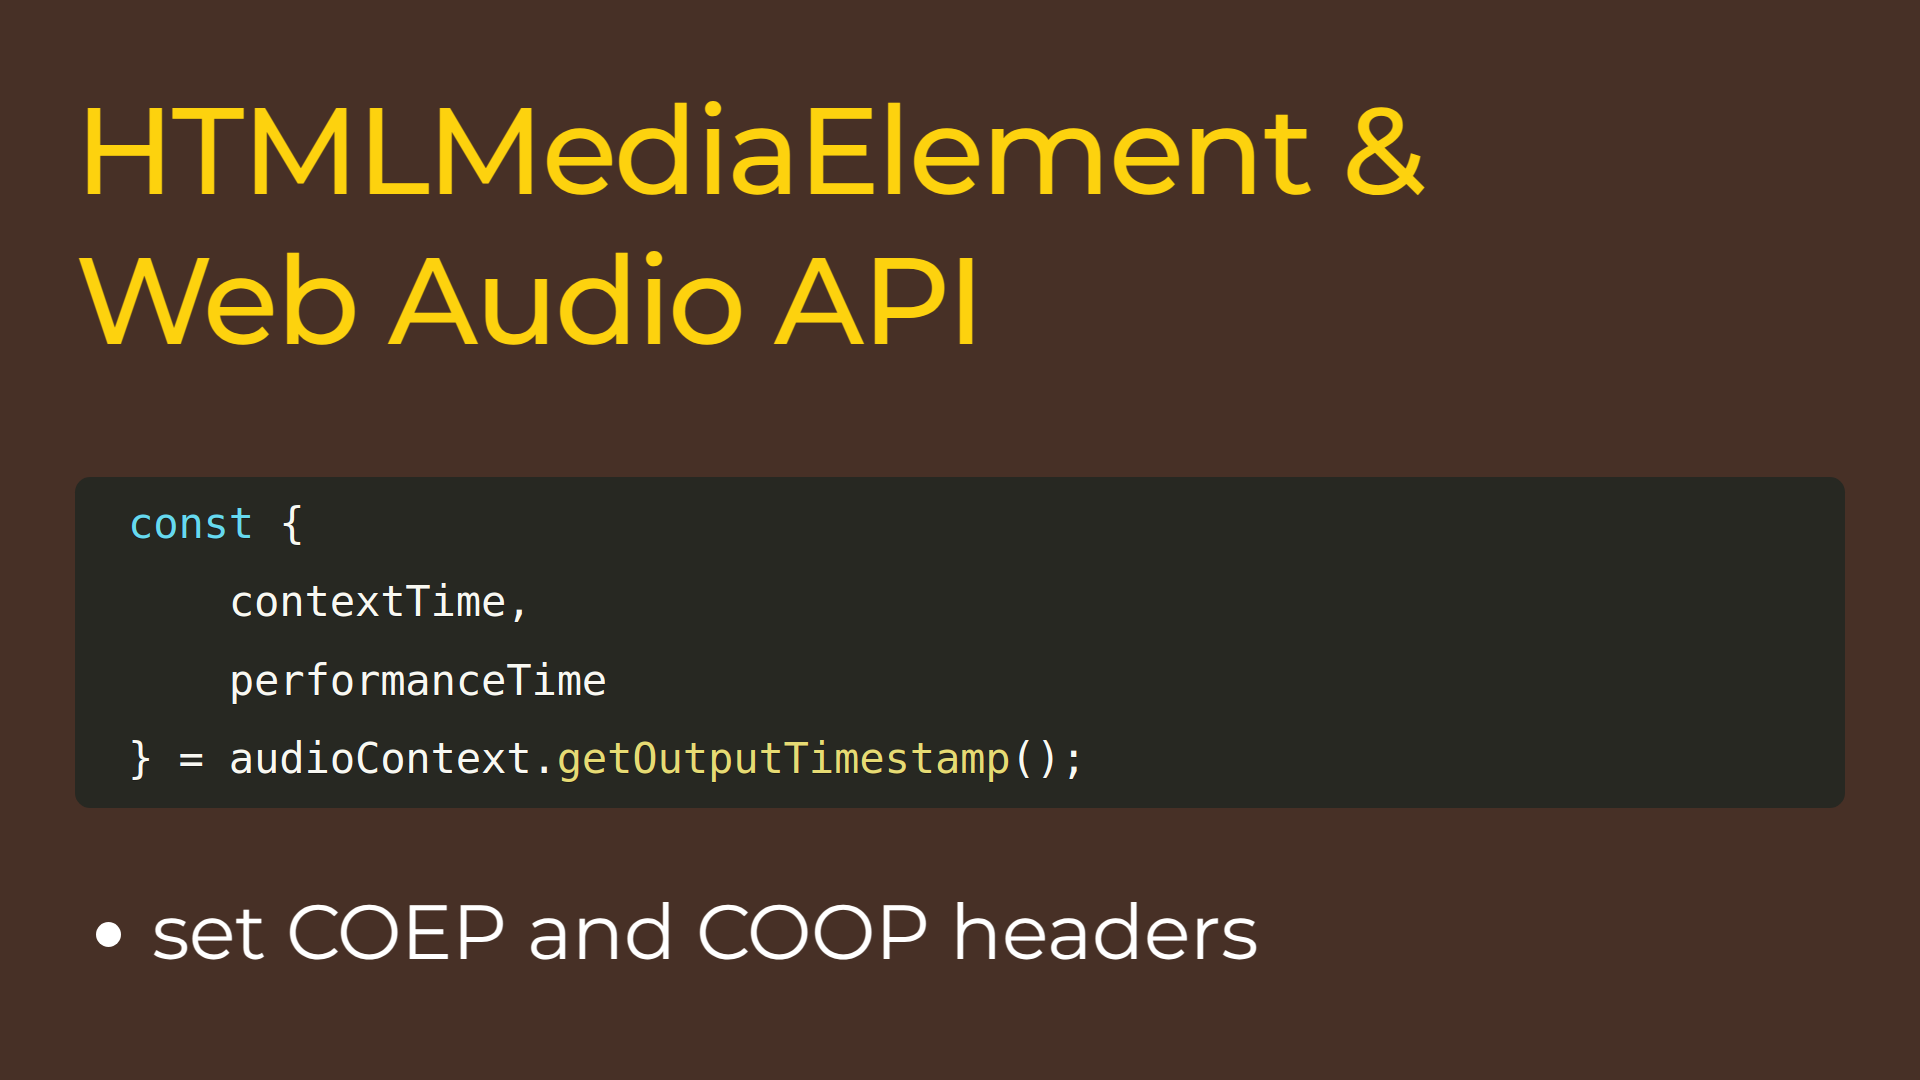 HTMLMediaElement &
Web Audio API
const {
    contextTime,
    performanceTime
} = audioContext.getOutputTimestamp();
• set COEP and COOP headers